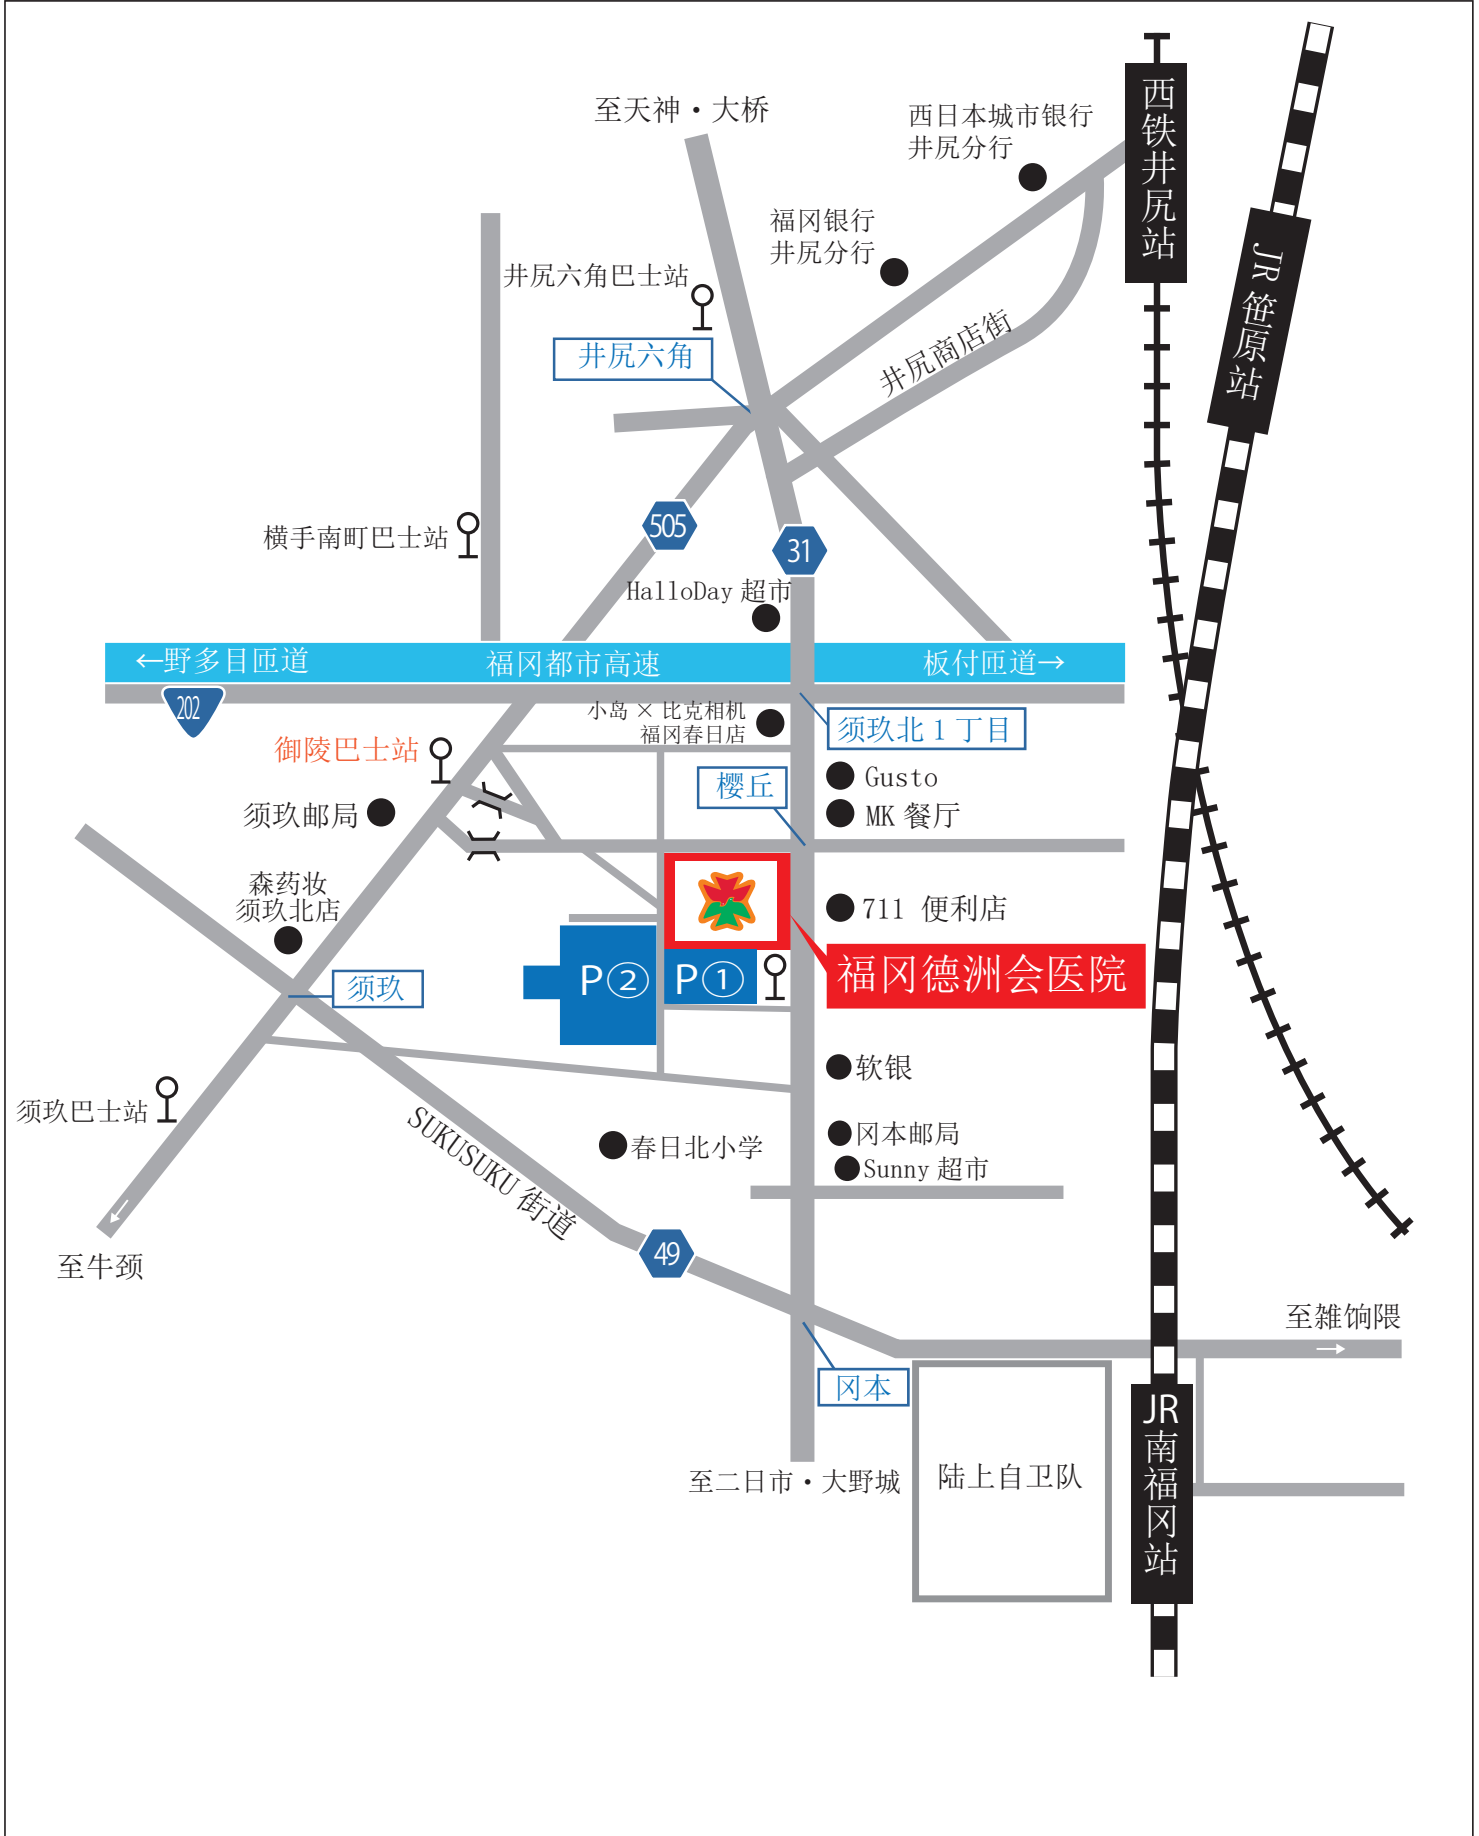 至天神・大桥
西日本城市银行
井尻分行
西铁井尻站
福冈银行
井尻分行
JR 笹原站
井尻六角巴士站
井尻六角
井尻商店街
横手南町巴士站
505
31
HalloDay 超市
←野多目匝道
福冈都市高速
板付匝道→
202
小岛 × 比克相机
福冈春日店
须玖北 1 丁目
御陵巴士站
樱丘
Gusto
须玖邮局
MK 餐厅
森药妆
须玖北店
711 便利店
须玖
P②
P①
福冈德洲会医院
软银
须玖巴士站
SUKUSUKU 街道
春日北小学
冈本邮局
Sunny 超市
至牛颈
49
至雑饷隈
冈本
JR南福冈站
至二日市・大野城
陆上自卫队